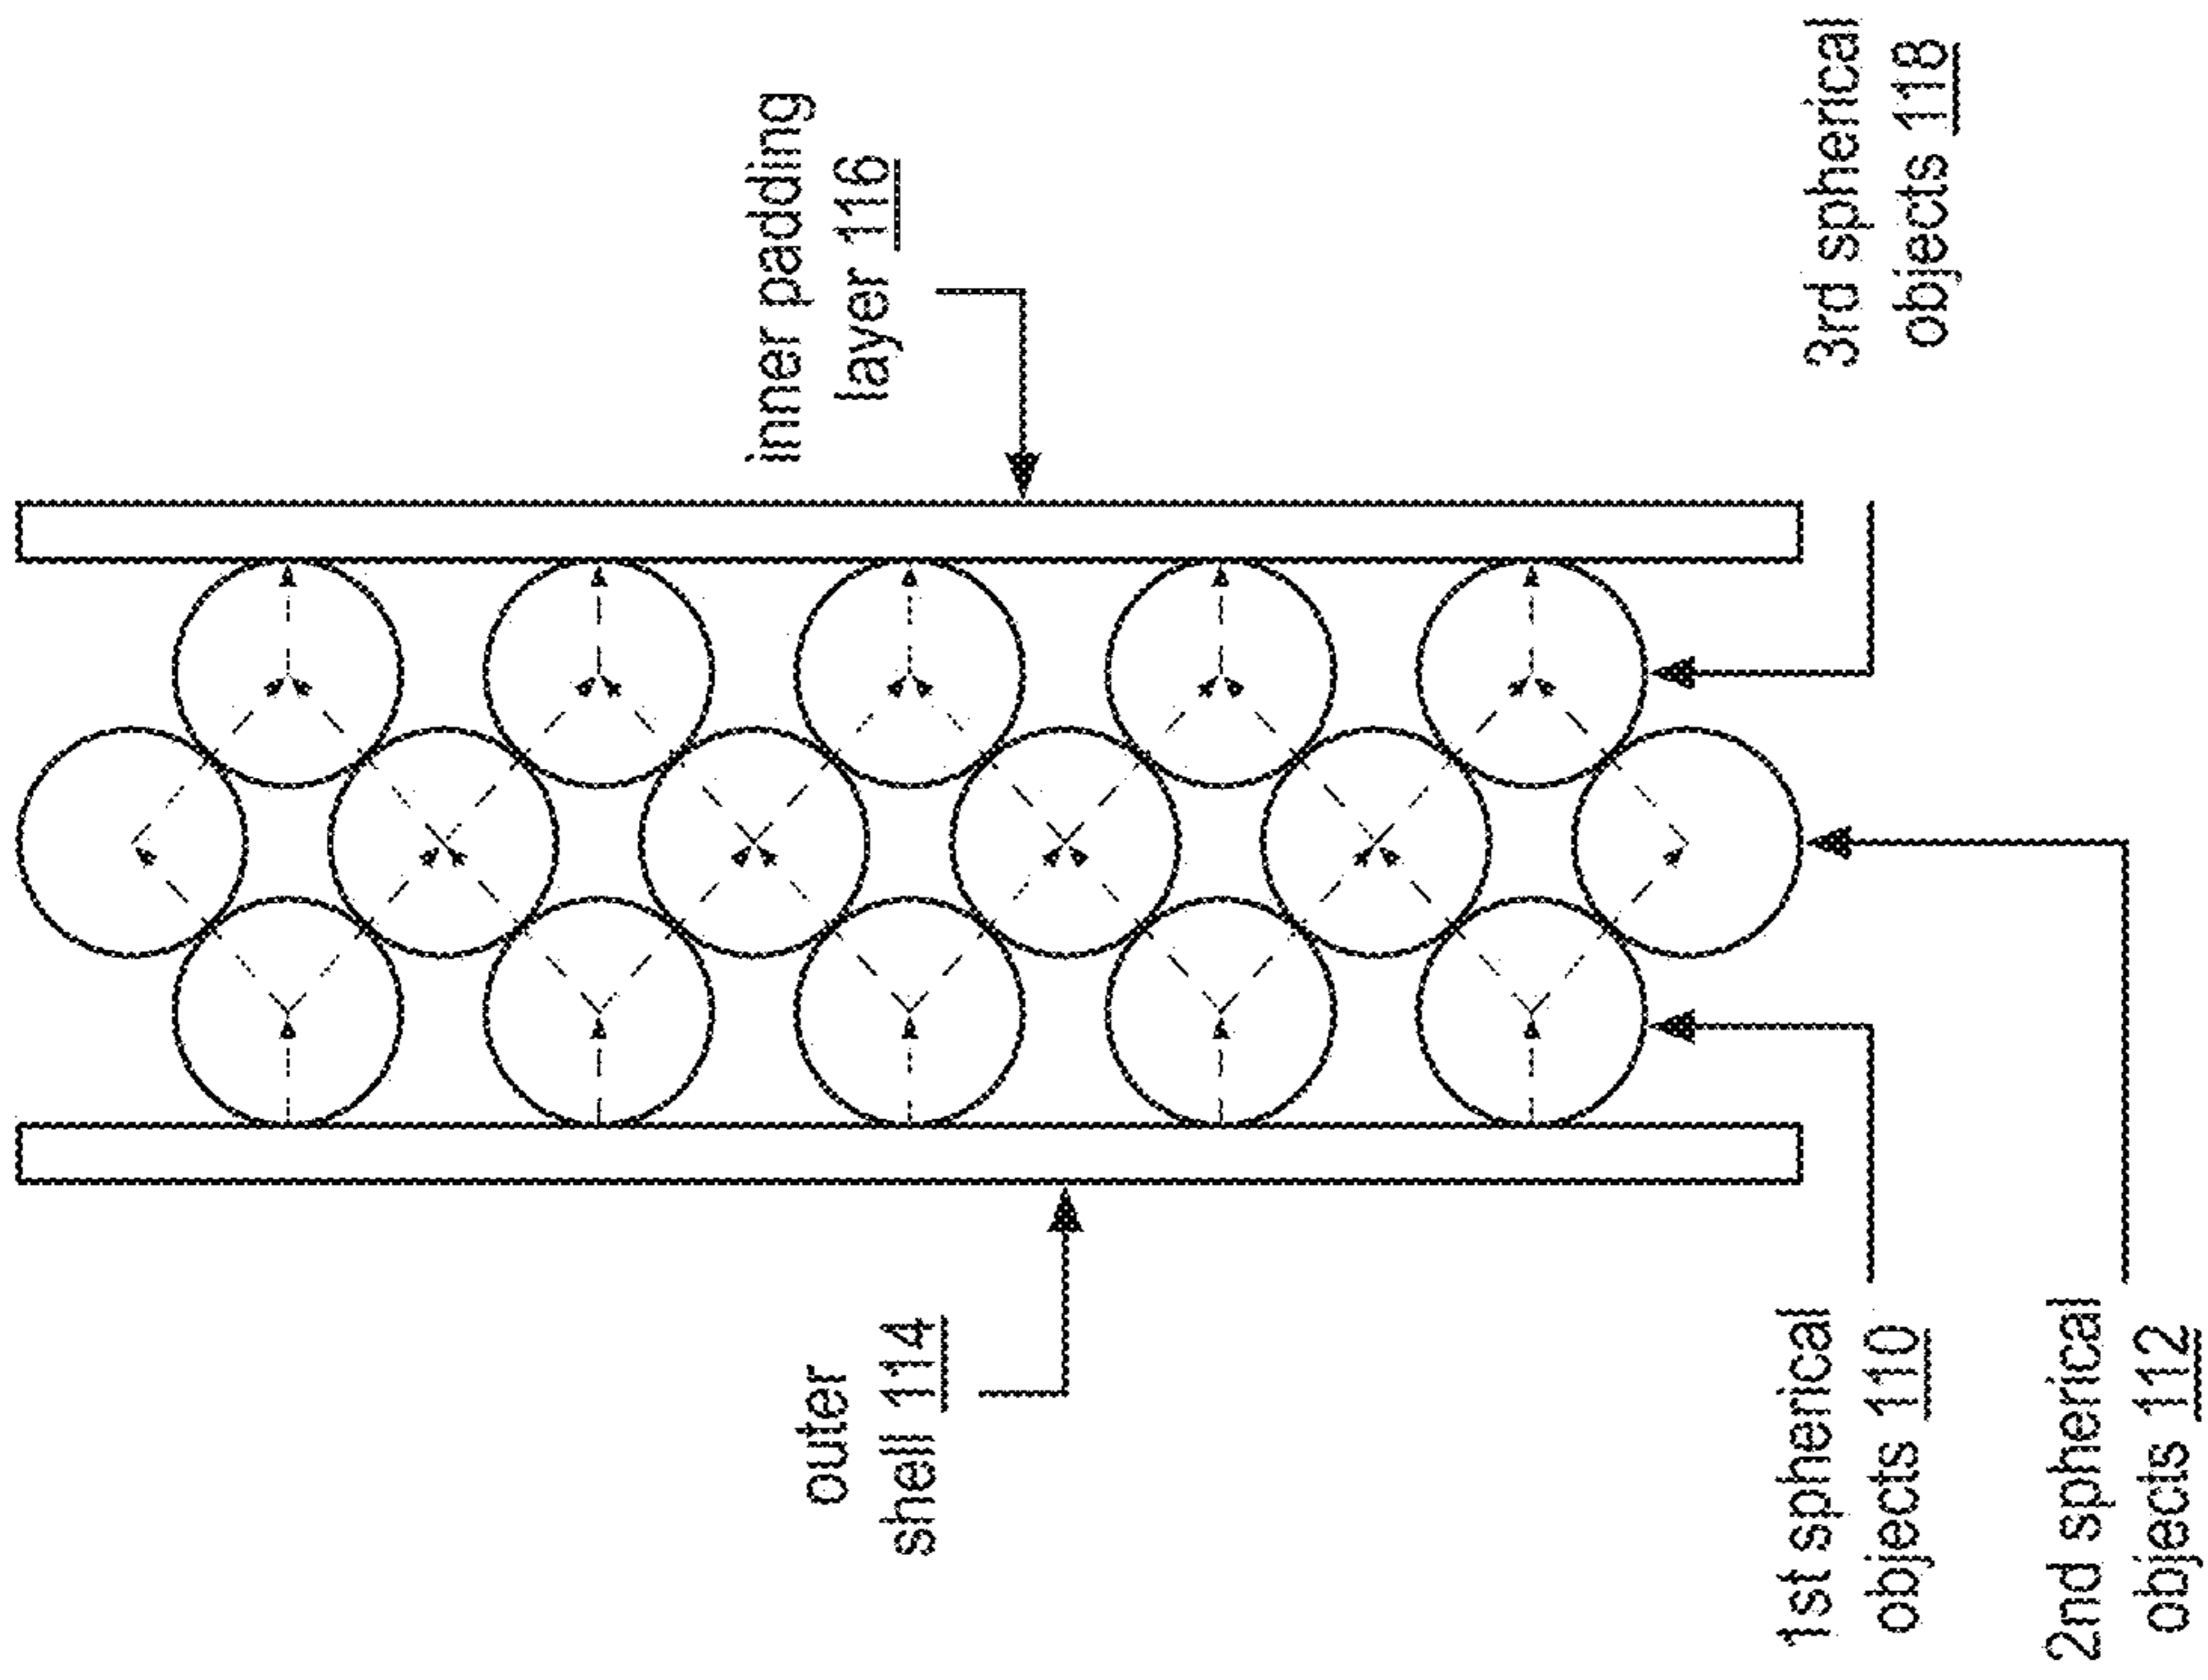 outer
shell 114
inner padding
layer 116
1st spherical
objects 110
2nd spherical
objects 112
3rd spherical
objects 118